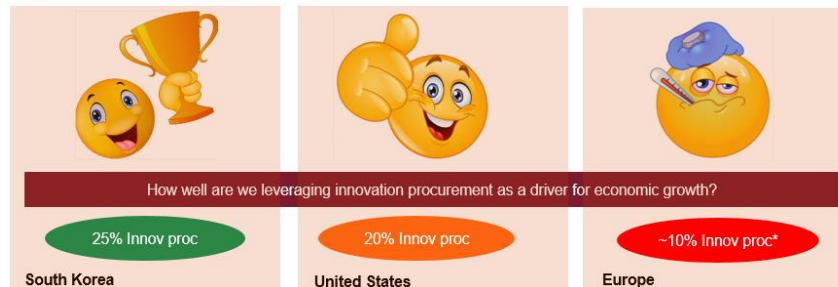 How well are we leveraging innovation procurement as a driver for economic growth?
25% Innov proc
20% Innov proc
~10% Innov proc*
South Korea
United States
Europe